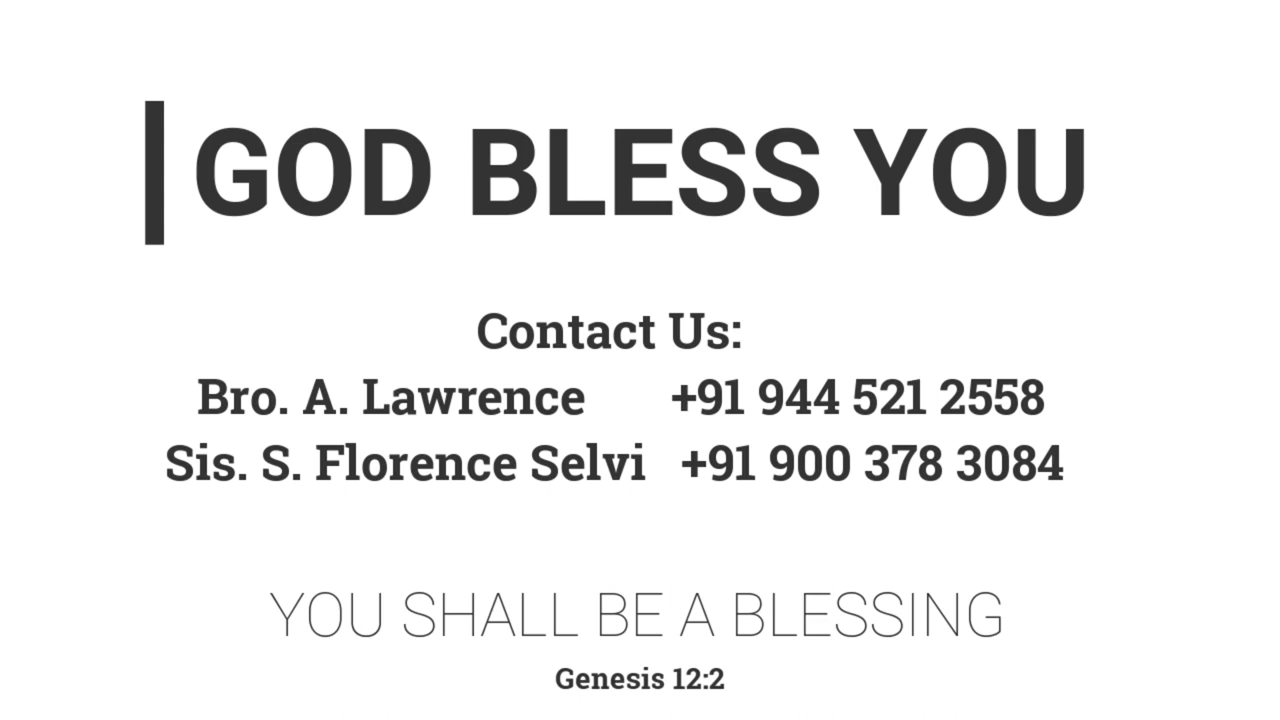 GOD BLESS YOU
Contact Us:
Bro. A. Lawrence +91 944 521 2558
Sis. S. Florence Selvi +91 900 378 3084
YOU SHALL BE A BLESSING
Genesis 12:2